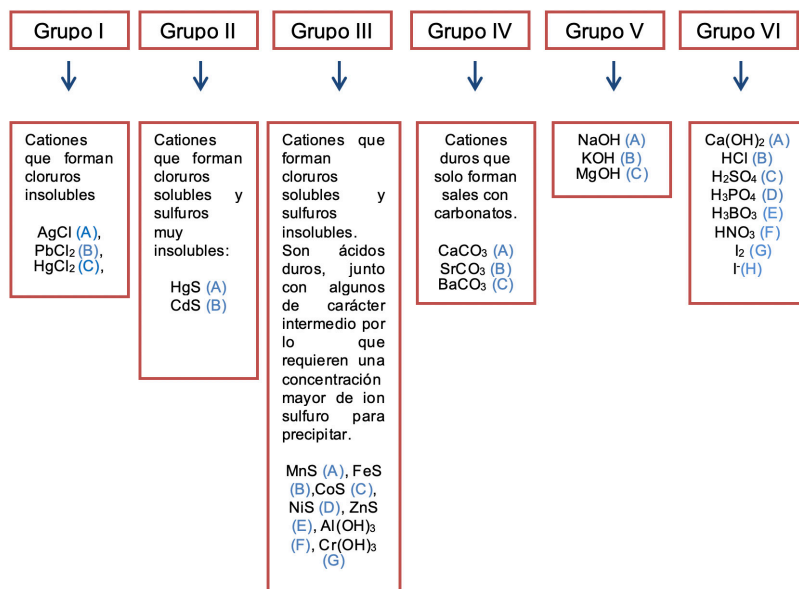 Grupo I
Grupo II
Grupo III
Grupo IV
Grupo V
Grupo VI
Cationes
que forman
cloruros
insolubles
AgCl (A),
PbCl₂ (B),
HgCl₂ (C),
Cationes
que forman
cloruros
solubles y
sulfuros
muy
insolubles:
HgS (A)
CdS (B)
Cationes que
forman
cloruros
solubles y
sulfuros
insolubles.
Son ácidos
duros, junto
con algunos
de carácter
intermedio por
lo que
requieren una
concentración
mayor de ion
sulfuro para
precipitar.
MnS (A), FeS
(B),CoS (C),
NiS (D), ZnS
(E), Al(OH)₃
(F), Cr(OH)₃
(G)
Cationes
duros que
solo forman
sales con
carbonatos.
CaCO₃ (A)
SrCO₃ (B)
BaCO₃ (C)
NaOH (A)
KOH (B)
MgOH (C)
Ca(OH)₂ (A)
HCl (B)
H₂SO₄ (C)
H₃PO₄ (D)
H₃BO₃ (E)
HNO₃ (F)
I₂ (G)
I⁻(H)